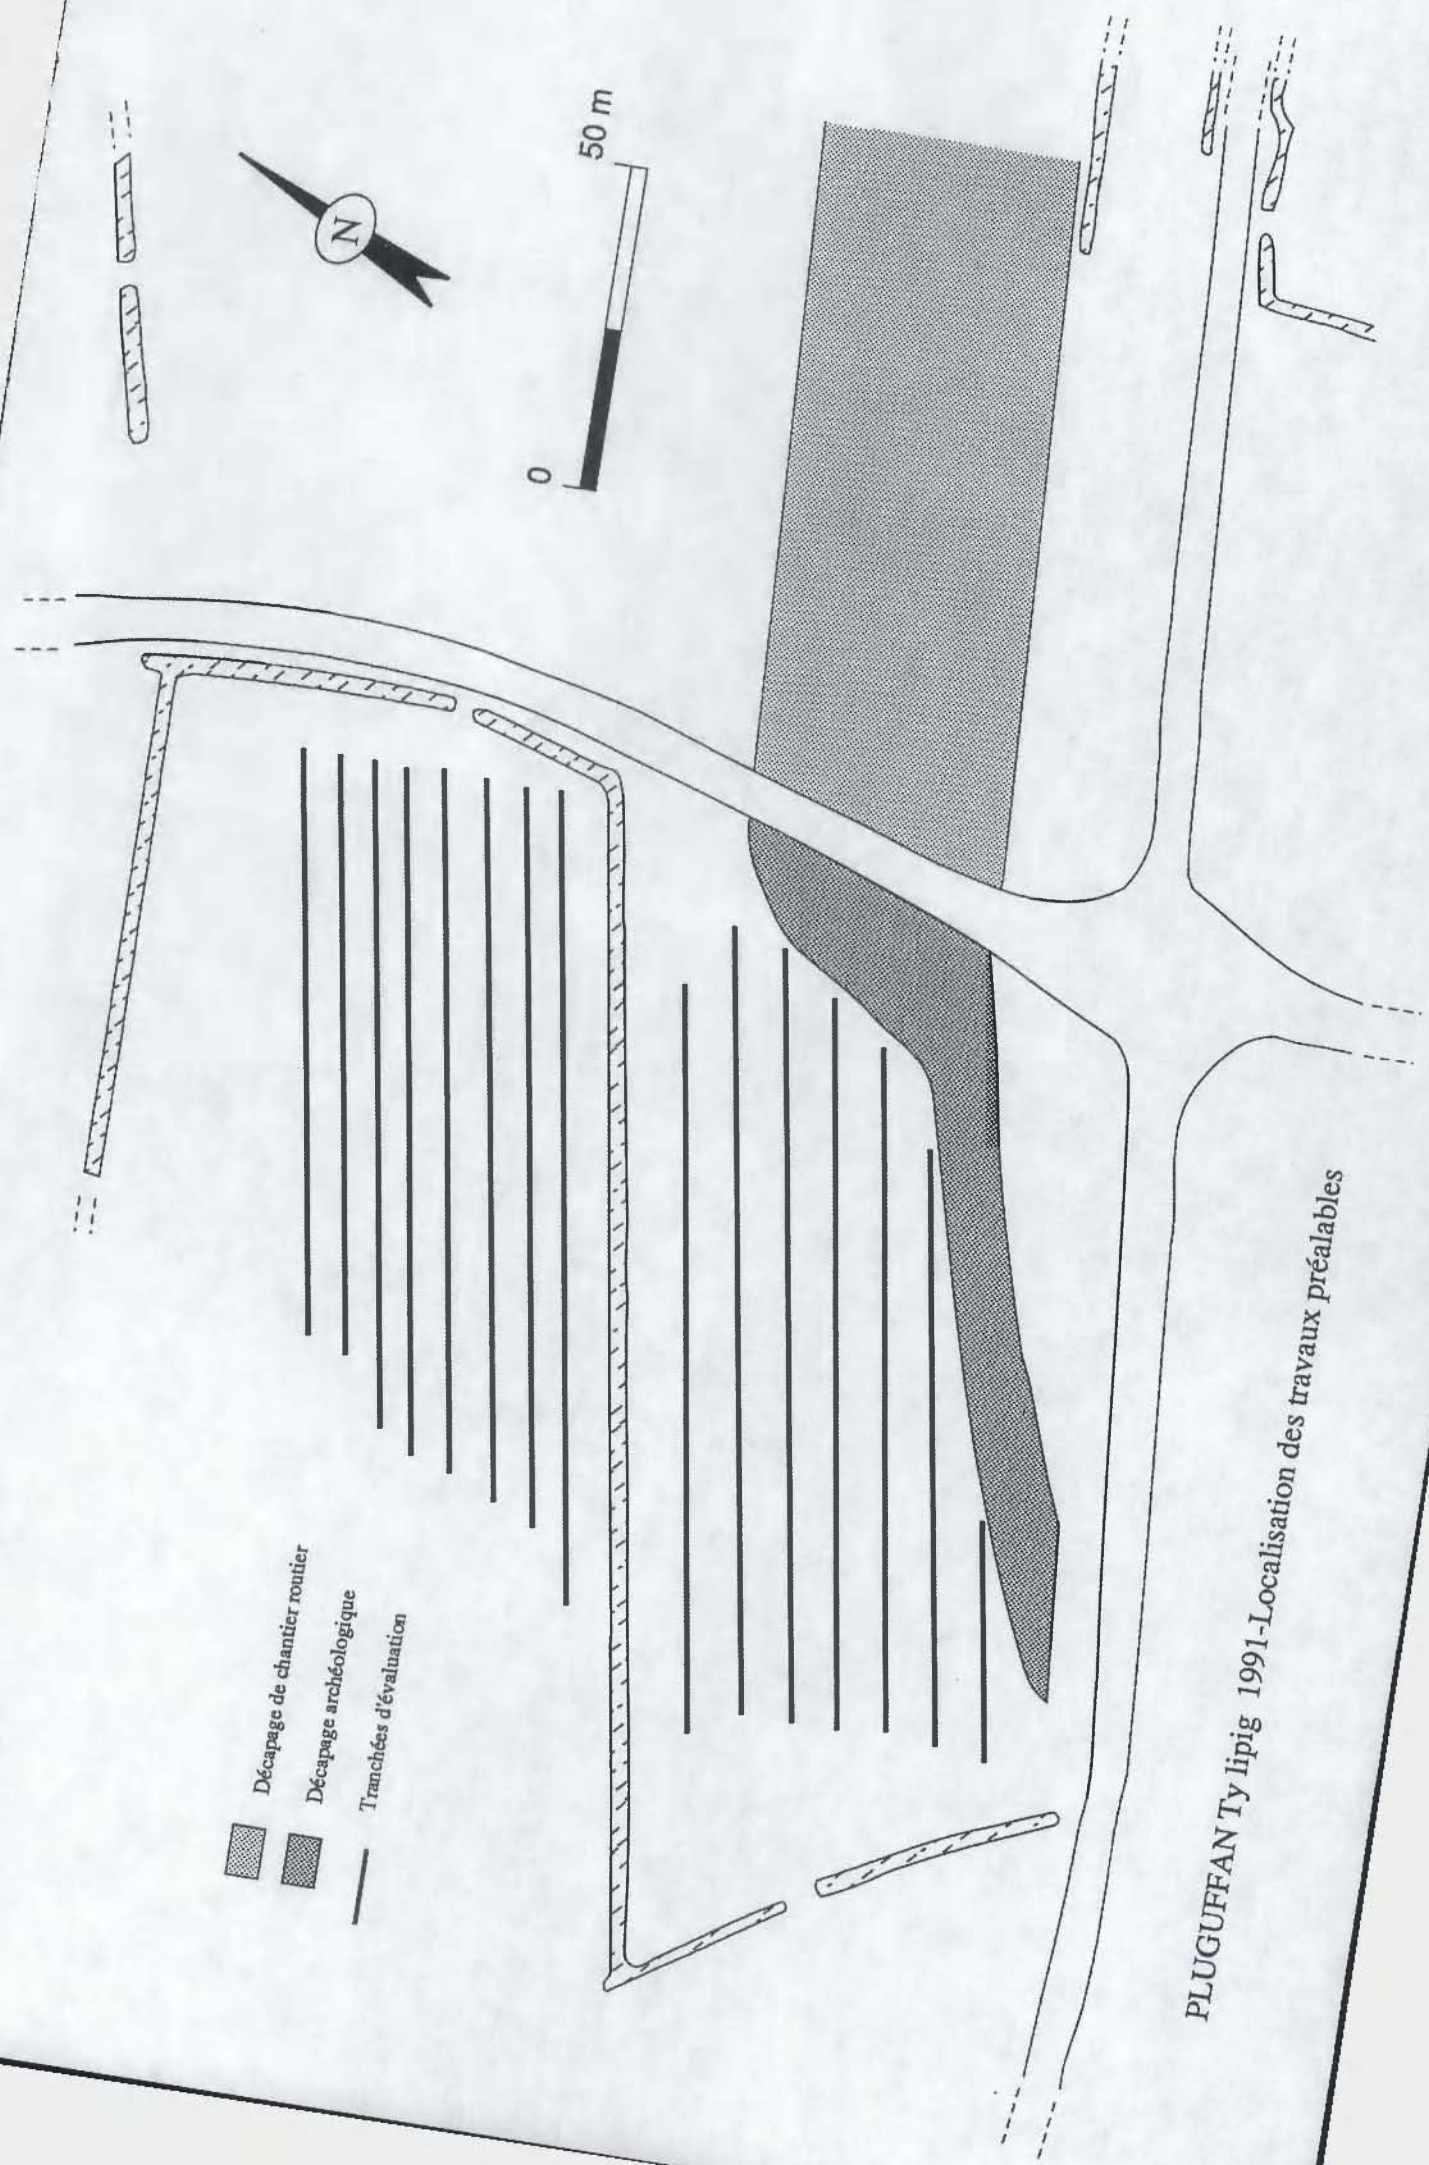 Décapage de chantier routier
Décapage archéologique
Tranchées d'évaluation
N
0
50 m
PLUGUFFAN Ty lipig 1991-Localisation des travaux préalables